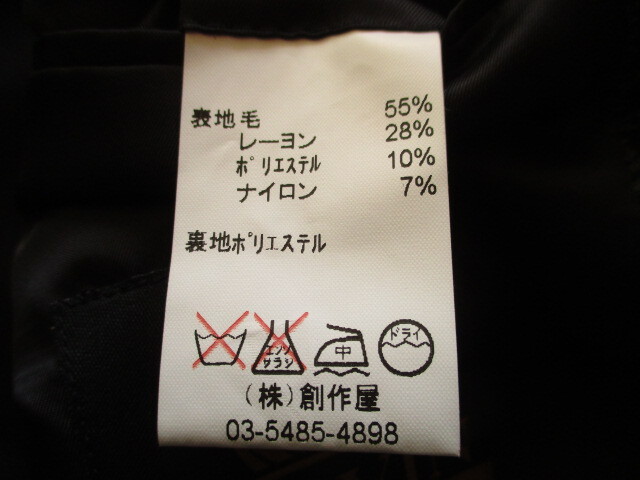 表地毛 55%
レーヨン 28%
ポリエステル 10%
ナイロン 7%
裏地ポリエステル
エンソ サラシ 中 ドライ
(株)創作屋
03-5485-4898